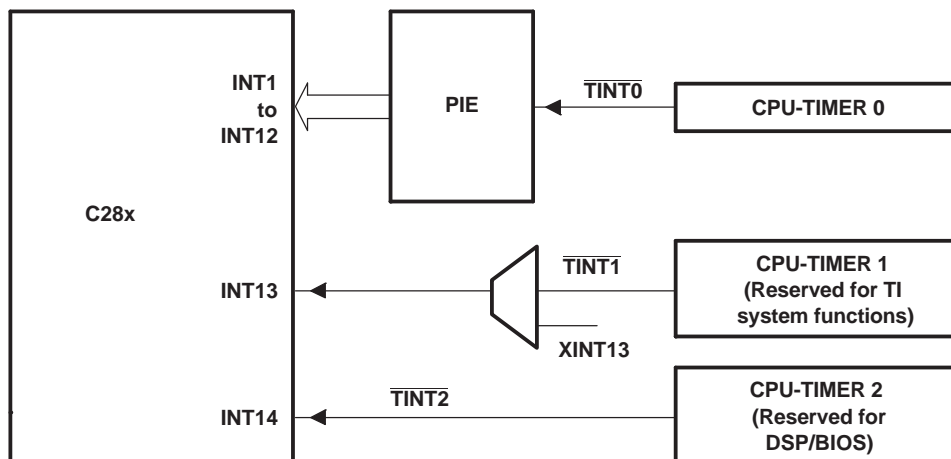 INT1
to
INT12
PIE
TINT0
CPU-TIMER 0
C28x
INT13
TINT1
XINT13
CPU-TIMER 1
(Reserved for TI
system functions)
INT14
TINT2
CPU-TIMER 2
(Reserved for
DSP/BIOS)